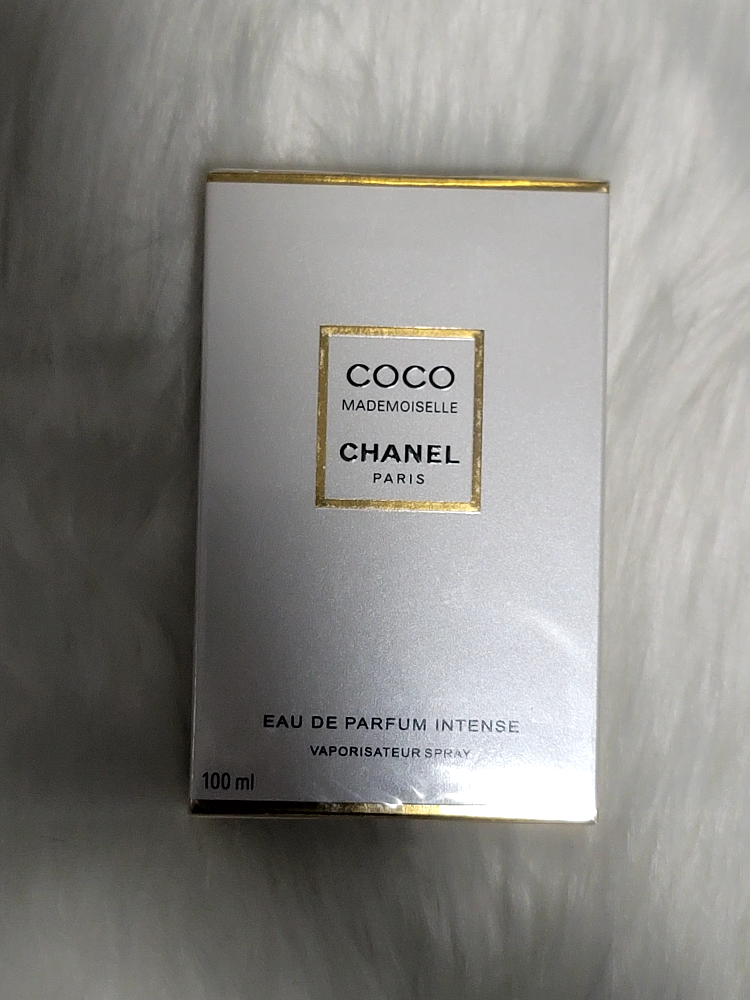 COCO
MADEMOISELLE
CHANEL
PARIS
EAU DE PARFUM INTENSE
VAPORISATEUR SPRAY
100 ml